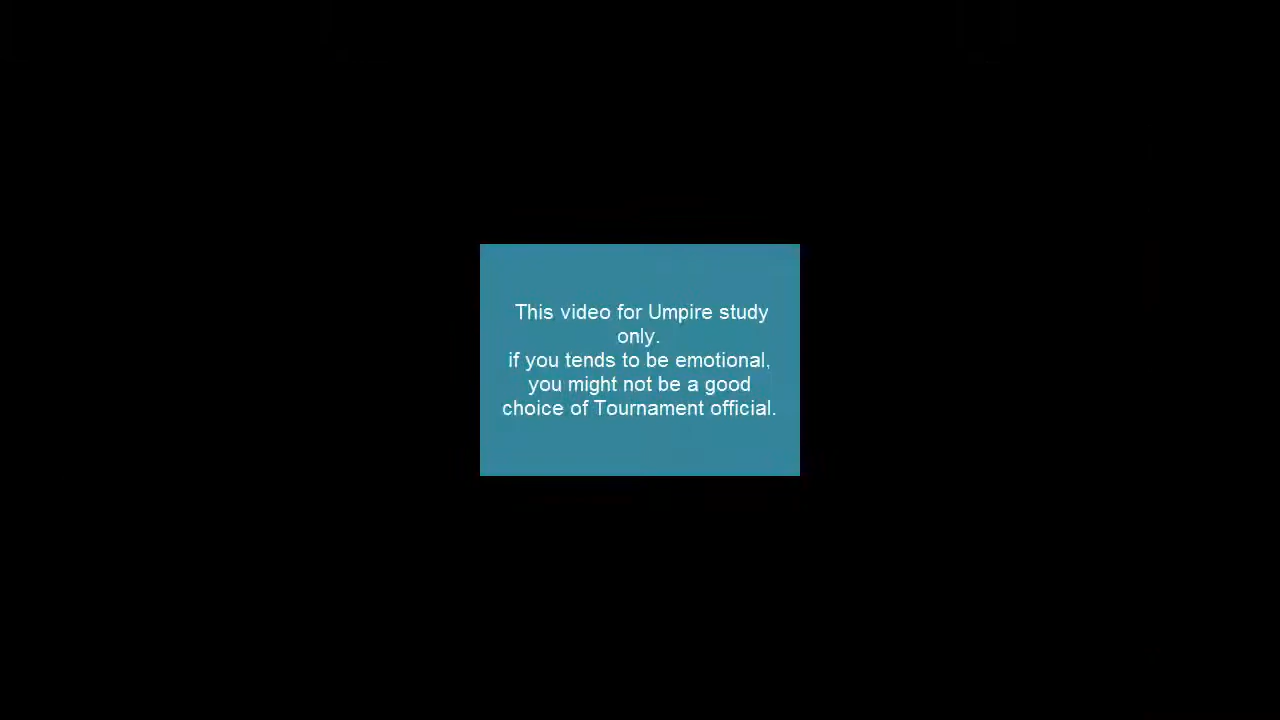 This video for Umpire study
only.
if you tends to be emotional,
you might not be a good
choice of Tournament official.